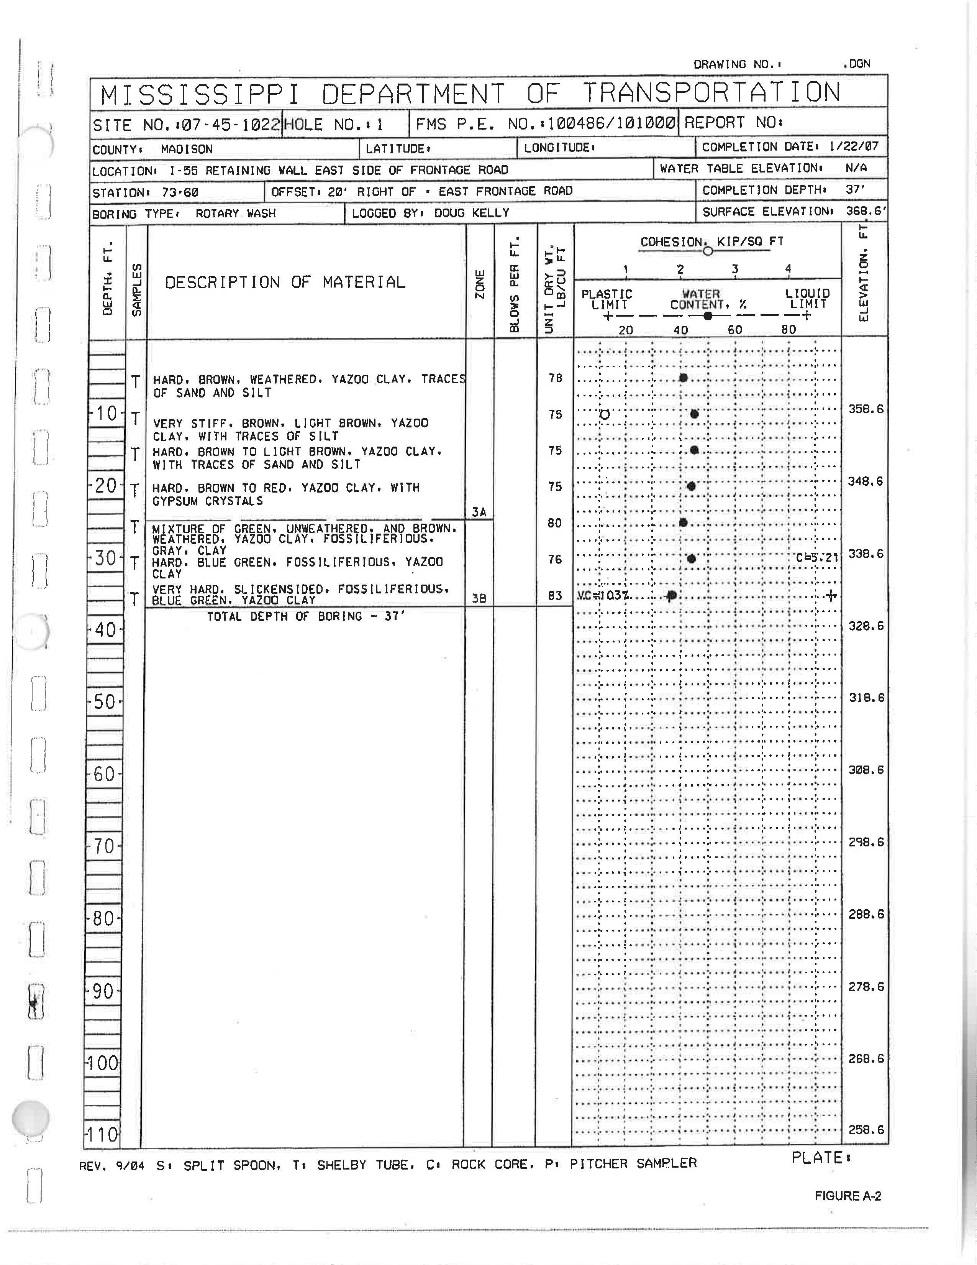 DRAWING NO.: .DGN
MISSISSIPPI DEPARTMENT OF TRANSPORTATION
SITE NO.:07-45-1022 HOLE NO.:1 FMS P.E. NO.:100486/101000 REPORT NO:
COUNTY: MADISON LATITUDE: LONGITUDE: COMPLETION DATE: 1/22/07
LOCATION: I-55 RETAINING WALL EAST SIDE OF FRONTAGE ROAD WATER TABLE ELEVATION: N/A
STATION: 73+60 OFFSET: 20' RIGHT OF - EAST FRONTAGE ROAD COMPLETION DEPTH: 37'
BORING TYPE: ROTARY WASH LOGGED BY: DOUG KELLY SURFACE ELEVATION: 368.6'
DEPTH, FT.
SAMPLES
DESCRIPTION OF MATERIAL
ZONE
BLOWS PER FT.
UNIT DRY WT. LB/CU FT
COHESION, KIP/SQ FT
1 2 3 4
PLASTIC LIMIT WATER CONTENT, % LIQUID LIMIT
20 40 60 80
ELEVATION, FT.
T HARD, BROWN, WEATHERED, YAZOO CLAY, TRACES 78
OF SAND AND SILT
10 T 75 358.6
VERY STIFF, BROWN, LIGHT BROWN, YAZOO
CLAY, WITH TRACES OF SILT
T HARD, BROWN TO LIGHT BROWN, YAZOO CLAY, 75
WITH TRACES OF SAND AND SILT
20 T HARD, BROWN TO RED, YAZOO CLAY, WITH 75 348.6
GYPSUM CRYSTALS
3A
T MIXTURE OF GREEN, UNWEATHERED, AND BROWN, 80
WEATHERED, YAZOO CLAY, FOSSILIFERIOUS,
GRAY, CLAY
30 T HARD, BLUE GREEN, FOSSILIFERIOUS, YAZOO 76 C=5.21 338.6
CLAY
VERY HARD, SLICKENSIDED, FOSSILIFERIOUS,
T BLUE GREEN, YAZOO CLAY 3B 83
TOTAL DEPTH OF BORING - 37'
40 328.6
50 318.6
60 308.6
70 298.6
80 288.6
90 278.6
100 268.6
110 258.6
REV. 9/04 S: SPLIT SPOON, T: SHELBY TUBE, C: ROCK CORE, P: PITCHER SAMPLER PLATE:
FIGURE A-2